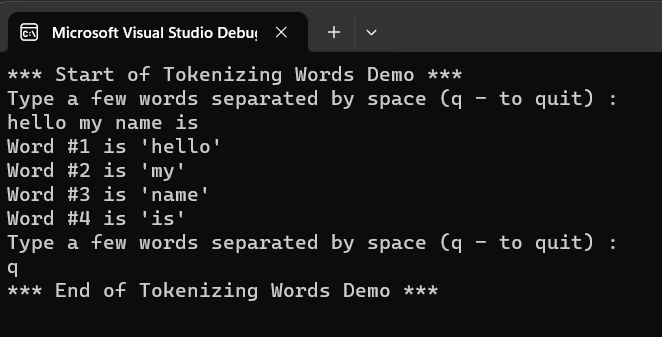 Microsoft Visual Studio Debu
*** Start of Tokenizing Words Demo ***
Type a few words separated by space (q - to quit) :
hello my name is
Word #1 is 'hello'
Word #2 is 'my'
Word #3 is 'name'
Word #4 is 'is'
Type a few words separated by space (q - to quit) :
q
*** End of Tokenizing Words Demo ***